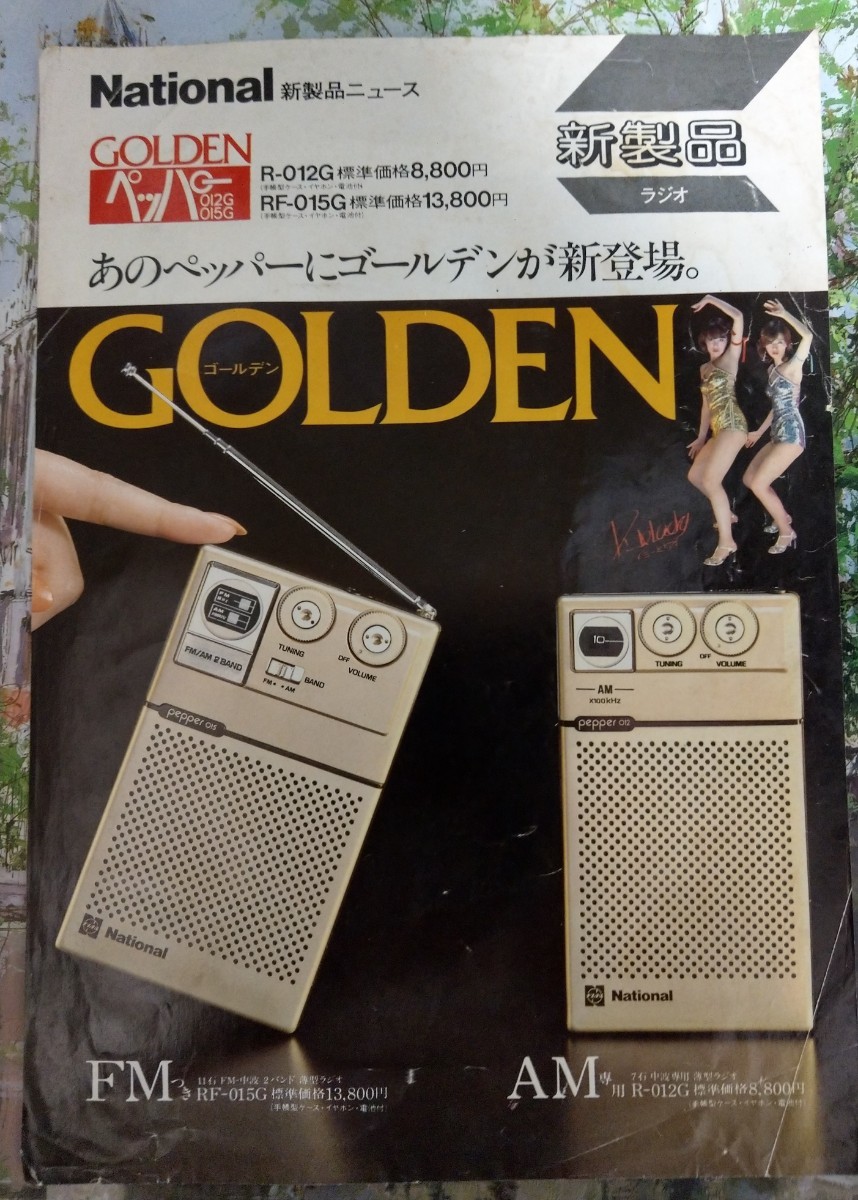 National 新製品ニュース
新製品
ラジオ
GOLDEN
ペッパー 012G 015G
R-012G 標準価格8,800円
(手帳型ケース・イヤホン・電池付)
RF-015G 標準価格13,800円
(手帳型ケース・イヤホン・電池付)
あのペッパーにゴールデンが新登場。
GOLDEN
ゴールデン
FM
AM
FM/AM 2 BAND
TUNING
OFF VOLUME
FM AM BAND
pepper 015
National
10
TUNING
OFF VOLUME
AM
x100kHz
pepper 012
National
FMつき
11石 FM・中波 2バンド 薄型ラジオ
RF-015G 標準価格13,800円
(手帳型ケース・イヤホン・電池付)
AM専用
7石 中波専用 薄型ラジオ
R-012G 標準価格8,800円
(手帳型ケース・イヤホン・電池付)